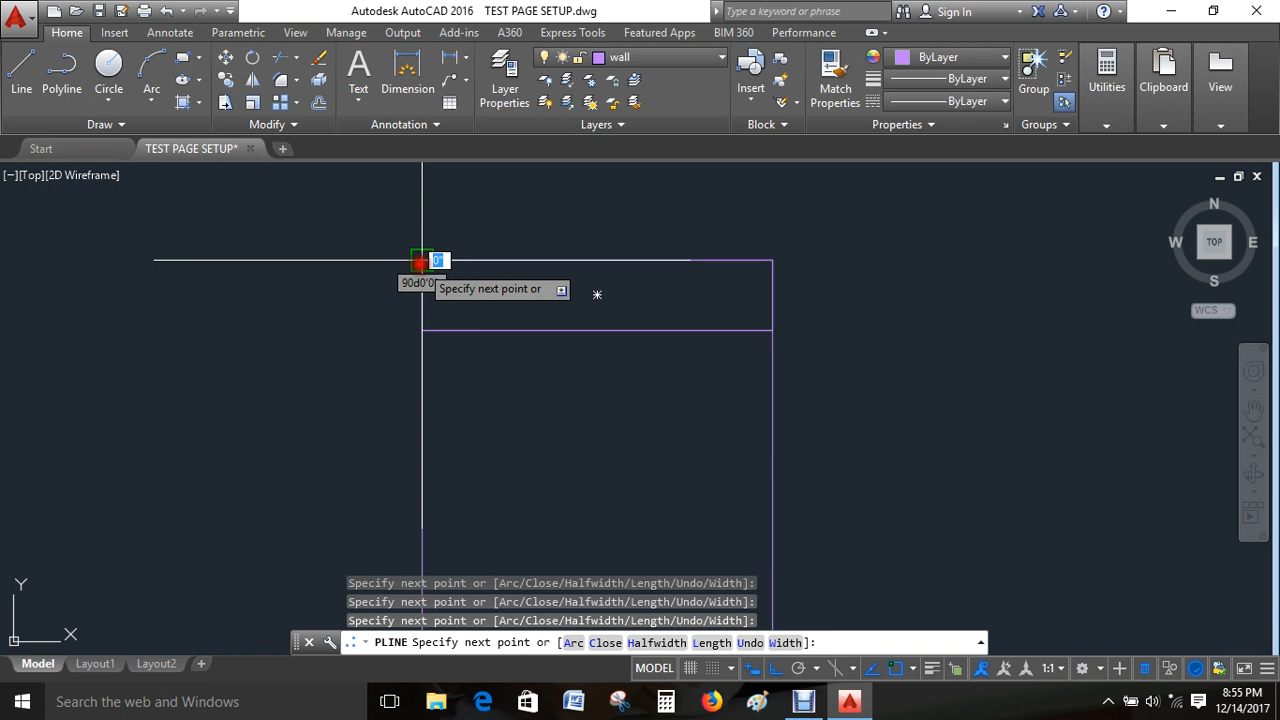 Autodesk AutoCAD 2016 TEST PAGE SETUP.dwg
Type a keyword or phrase
Sign In
Home Insert Annotate Parametric View Manage Output Add-ins A360 Express Tools Featured Apps BIM 360 Performance
wall
ByLayer
ByLayer
ByLayer
Line Polyline Circle Arc Text Dimension Layer Properties Insert Match Properties Group Utilities Clipboard View
Draw Modify Annotation Layers Block Properties Groups
Start TEST PAGE SETUP*
[−][Top][2D Wireframe]
N
W TOP E
S
WCS
0"
Specify next point or
Y
X
Specify next point or [Arc/Close/Halfwidth/Length/Undo/Width]:
Specify next point or [Arc/Close/Halfwidth/Length/Undo/Width]:
Specify next point or [Arc/Close/Halfwidth/Length/Undo/Width]:
PLINE Specify next point or [Arc Close Halfwidth Length Undo Width]:
Model Layout1 Layout2
MODEL 1:1
Search the web and Windows
8:55 PM
12/14/2017